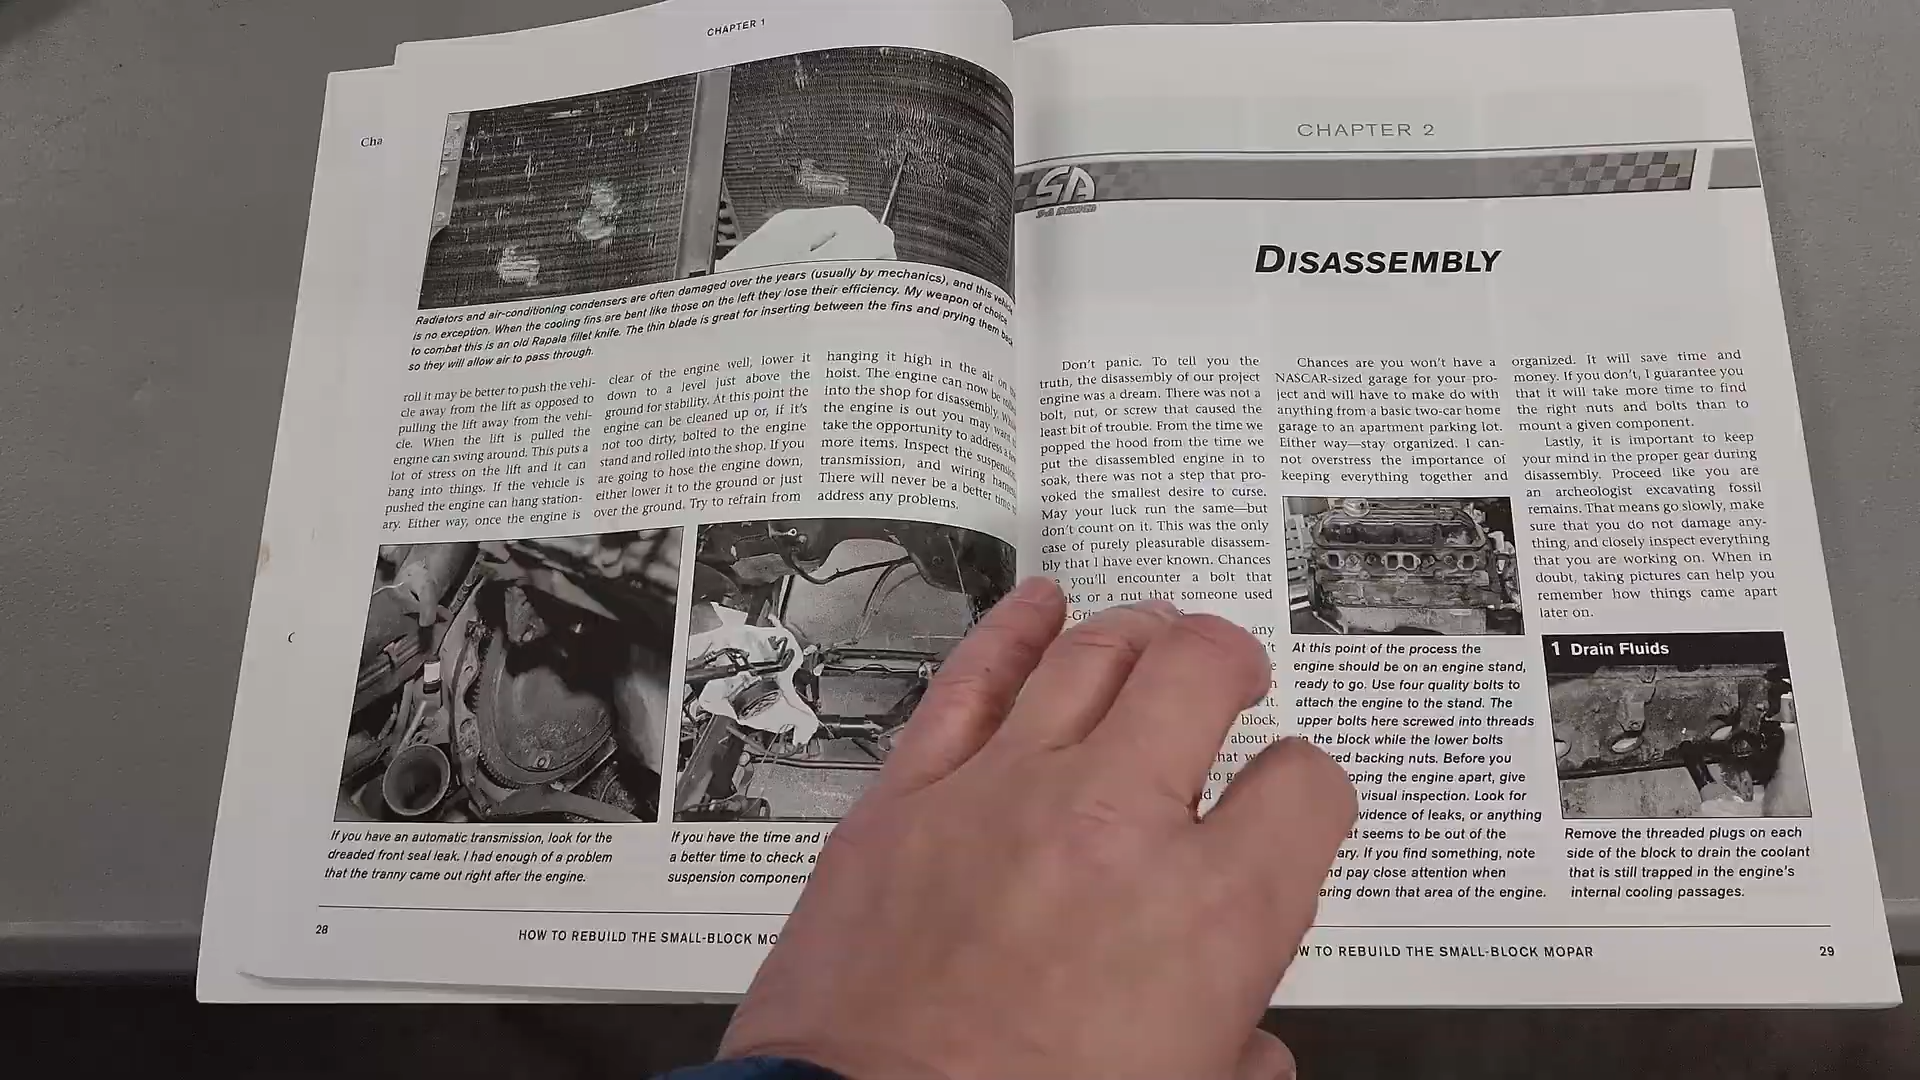 CHAPTER 1
Cha
Radiators and air-conditioning condensers are often damaged over the years (usually by mechanics), and this vehicle
is no exception. When the cooling fins are bent like those on the left they lose their efficiency. My weapon of choice
to combat this is an old Rapala fillet knife. The thin blade is great for inserting between the fins and prying them back
so they will allow air to pass through.
roll it may be better to push the vehi-
cle away from the lift as opposed to
pulling the lift away from the vehi-
cle. When the lift is pulled the
engine can swing around. This puts a
lot of stress on the lift and it can
bang into things. If the vehicle is
pushed the engine can hang station-
ary. Either way, once the engine is
clear of the engine well, lower it
down to a level just above the
ground for stability. At this point the
engine can be cleaned up or, if it's
not too dirty, bolted to the engine
stand and rolled into the shop. If you
are going to hose the engine down,
either lower it to the ground or just
over the ground. Try to refrain from
hanging it high in the air on
hoist. The engine can now be rolled
into the shop for disassembly. While
the engine is out you may want
take the opportunity to address a few
more items. Inspect the suspension,
transmission, and wiring harness.
There will never be a better time to
address any problems.
If you have an automatic transmission, look for the
dreaded front seal leak. I had enough of a problem
that the tranny came out right after the engine.
If you have the time and
a better time to check
suspension component
28
HOW TO REBUILD THE SMALL-BLOCK MO
CHAPTER 2
SA
S-A DESIGN
DISASSEMBLY
Don't panic. To tell you the
truth, the disassembly of our project
engine was a dream. There was not a
bolt, nut, or screw that caused the
least bit of trouble. From the time we
popped the hood from the time we
put the disassembled engine in to
soak, there was not a step that pro-
voked the smallest desire to curse.
May your luck run the same—but
don't count on it. This was the only
case of purely pleasurable disassem-
bly that I have ever known. Chances
you'll encounter a bolt that
ks or a nut that someone used
-Gri
any
't
it.
block,
about it
that w
to g
Chances are you won't have a
NASCAR-sized garage for your pro-
ject and will have to make do with
anything from a basic two-car home
garage to an apartment parking lot.
Either way—stay organized. I can-
not overstress the importance of
keeping everything together and
At this point of the process the
engine should be on an engine stand,
ready to go. Use four quality bolts to
attach the engine to the stand. The
upper bolts here screwed into threads
in the block while the lower bolts
red backing nuts. Before you
pping the engine apart, give
visual inspection. Look for
vidence of leaks, or anything
at seems to be out of the
ary. If you find something, note
nd pay close attention when
aring down that area of the engine.
organized. It will save time and
money. If you don't, I guarantee you
that it will take more time to find
the right nuts and bolts than to
mount a given component.
Lastly, it is important to keep
your mind in the proper gear during
disassembly. Proceed like you are
an archeologist excavating fossil
remains. That means go slowly, make
sure that you do not damage any-
thing, and closely inspect everything
that you are working on. When in
doubt, taking pictures can help you
remember how things came apart
later on.
1 Drain Fluids
Remove the threaded plugs on each
side of the block to drain the coolant
that is still trapped in the engine's
internal cooling passages.
OW TO REBUILD THE SMALL-BLOCK MOPAR
29